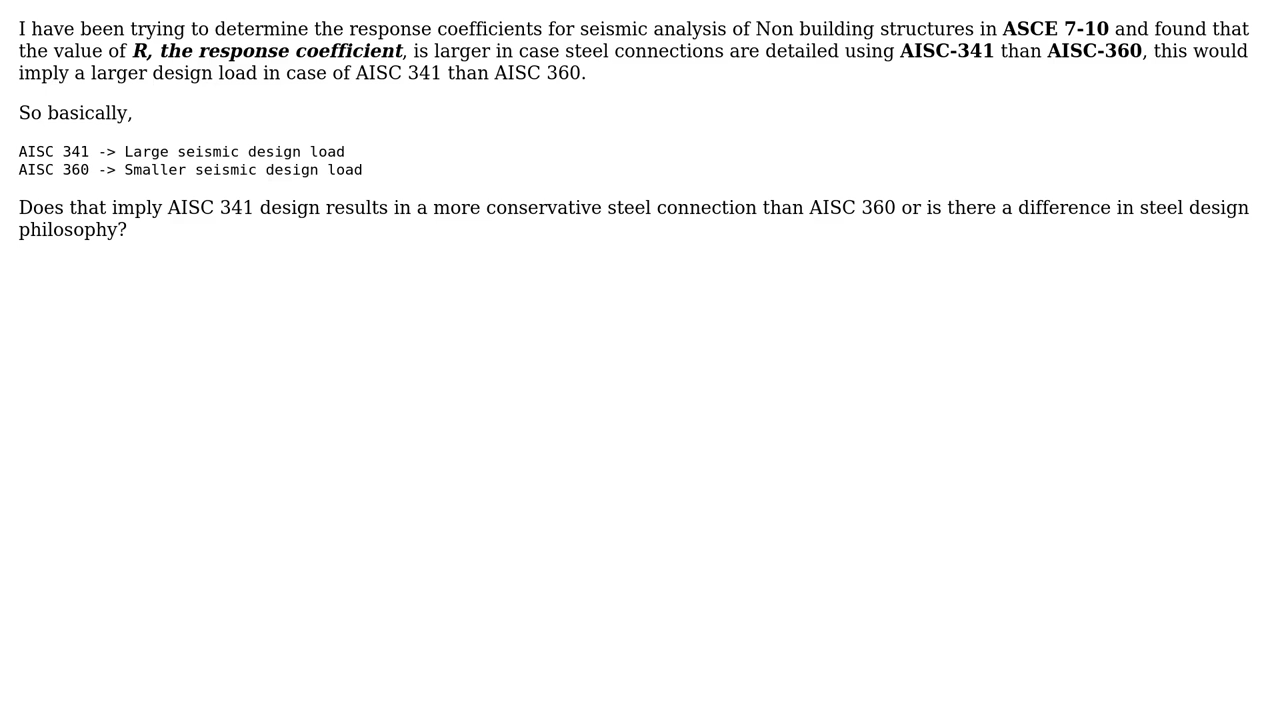 I have been trying to determine the response coefficients for seismic analysis of Non building structures in ASCE 7-10 and found that
the value of R, the response coefficient, is larger in case steel connections are detailed using AISC-341 than AISC-360, this would
imply a larger design load in case of AISC 341 than AISC 360.
So basically,
AISC 341 -> Large seismic design load
AISC 360 -> Smaller seismic design load
Does that imply AISC 341 design results in a more conservative steel connection than AISC 360 or is there a difference in steel design
philosophy?